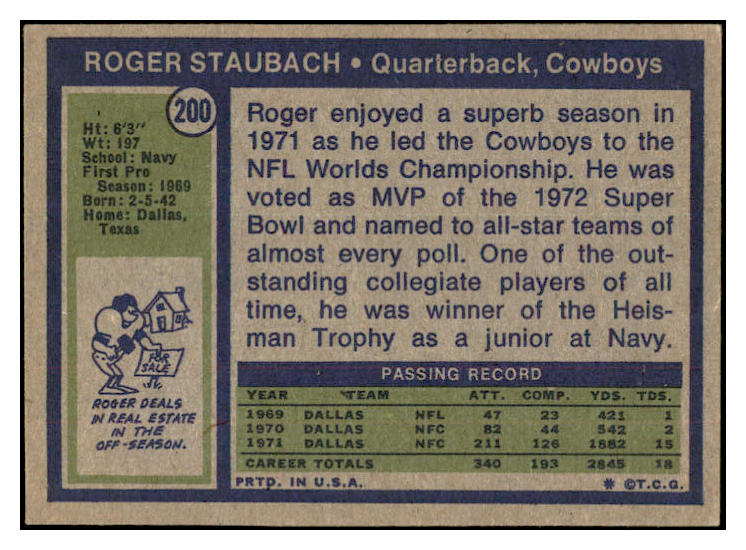 ROGER STAUBACH • Quarterback, Cowboys
200
Ht: 6'3"
Wt: 197
School: Navy
First Pro
Season: 1969
Born: 2-5-42
Home: Dallas,
Texas
FOR
SALE
ROGER DEALS
IN REAL ESTATE
IN THE
OFF-SEASON.
Roger enjoyed a superb season in
1971 as he led the Cowboys to the
NFL Worlds Championship. He was
voted as MVP of the 1972 Super
Bowl and named to all-star teams of
almost every poll. One of the out-
standing collegiate players of all
time, he was winner of the Heis-
man Trophy as a junior at Navy.
PASSING RECORD
YEAR TEAM ATT. COMP. YDS. TDS.
1969 DALLAS NFL 47 23 421 1
1970 DALLAS NFC 82 44 542 2
1971 DALLAS NFC 211 126 1882 15
CAREER TOTALS 340 193 2845 18
PRTD. IN U.S.A. * ©T.C.G.